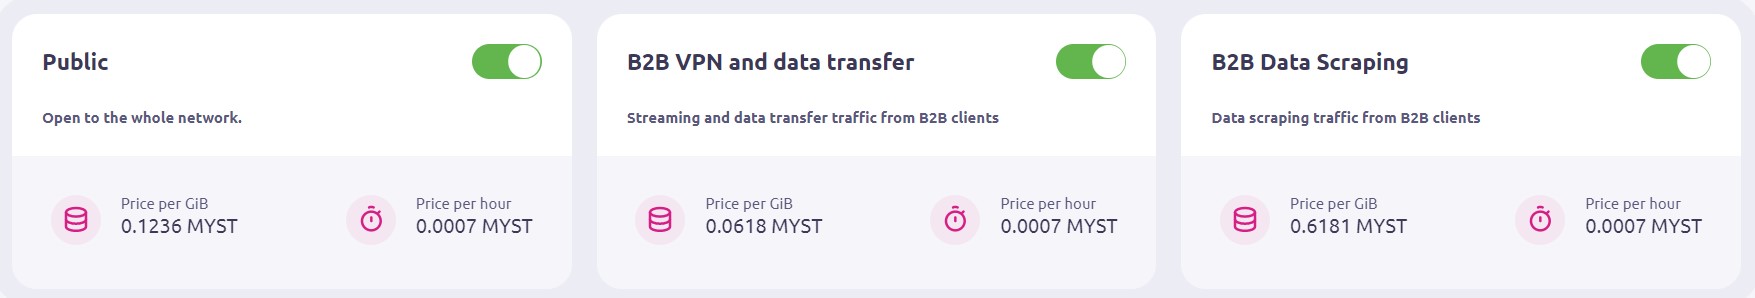 Public
Open to the whole network.
Price per GiB
0.1236 MYST
Price per hour
0.0007 MYST
B2B VPN and data transfer
Streaming and data transfer traffic from B2B clients
Price per GiB
0.0618 MYST
Price per hour
0.0007 MYST
B2B Data Scraping
Data scraping traffic from B2B clients
Price per GiB
0.6181 MYST
Price per hour
0.0007 MYST